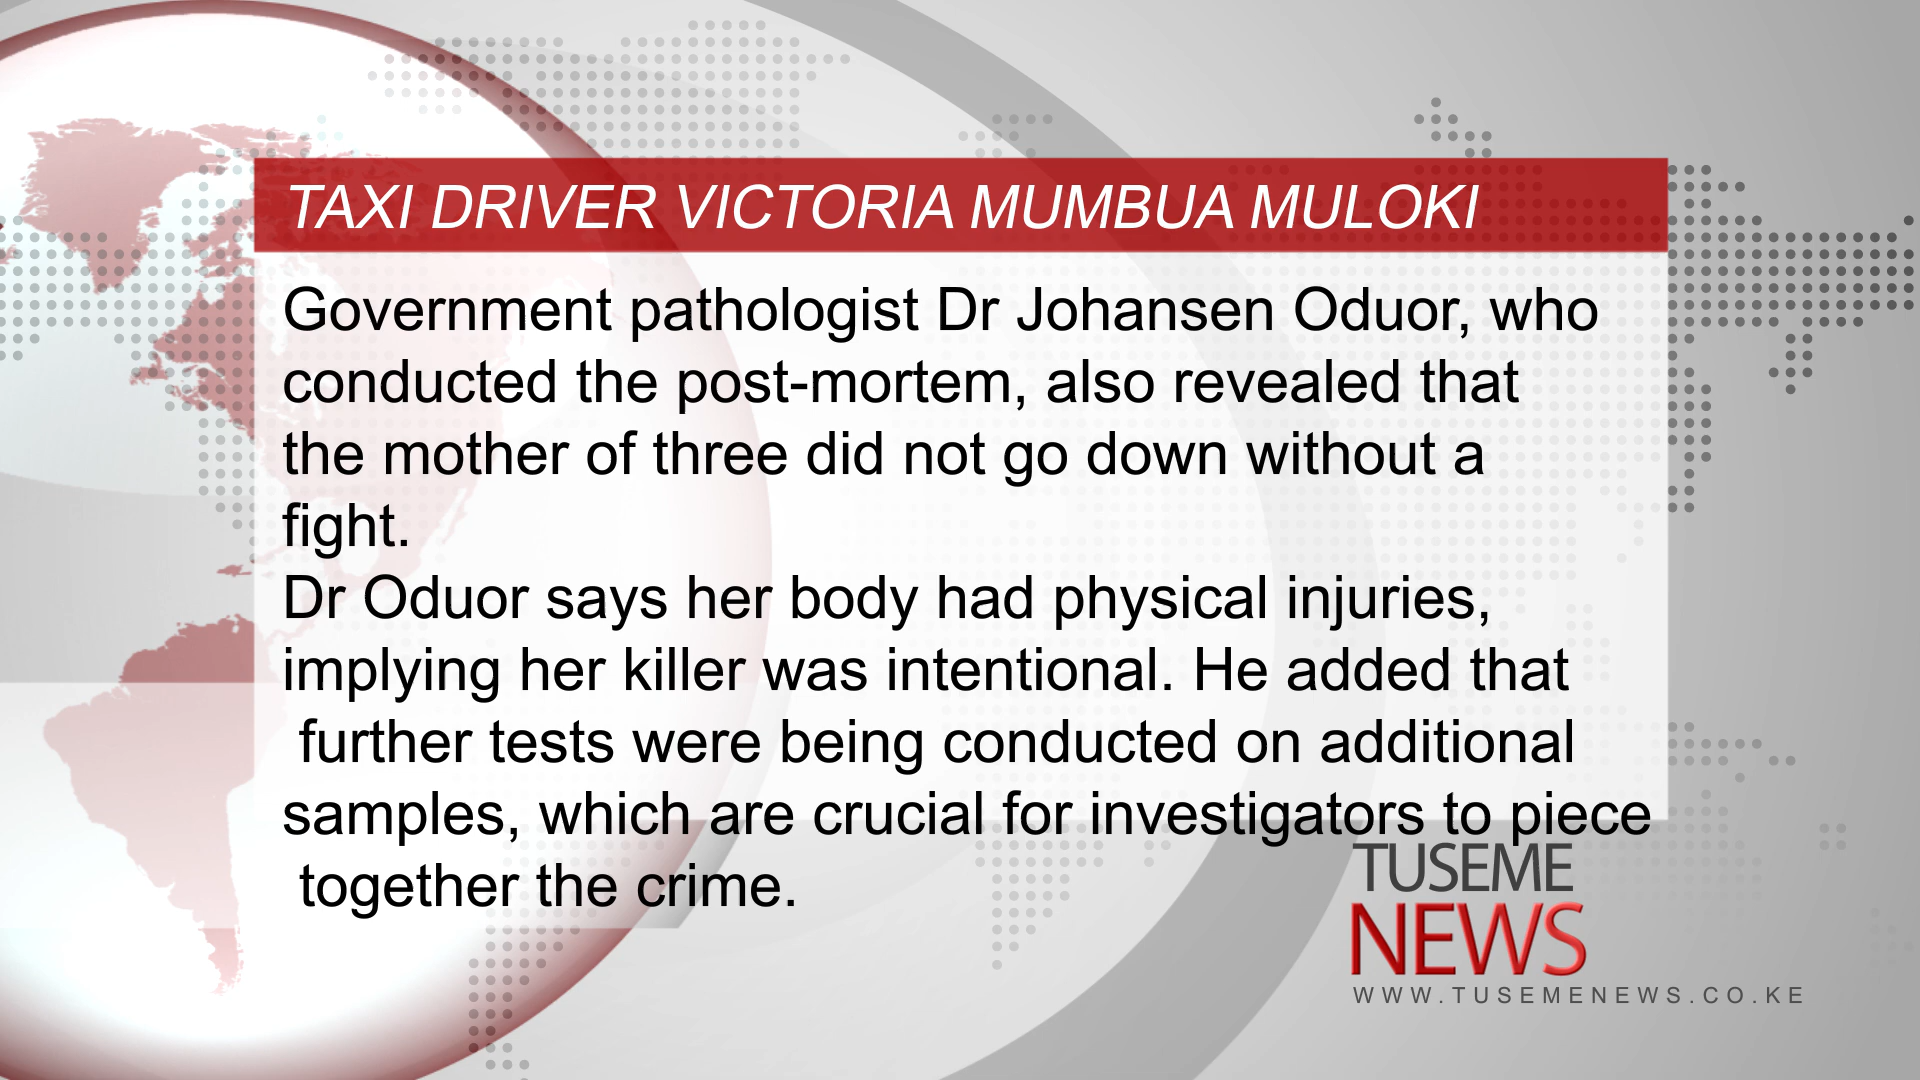 TAXI DRIVER VICTORIA MUMBUA MULOKI
Government pathologist Dr Johansen Oduor, who
conducted the post-mortem, also revealed that
the mother of three did not go down without a
fight.
Dr Oduor says her body had physical injuries,
implying her killer was intentional. He added that
further tests were being conducted on additional
samples, which are crucial for investigators to piece
together the crime.
TUSEME
NEWS
WWW.TUSEMENEWS.CO.KE